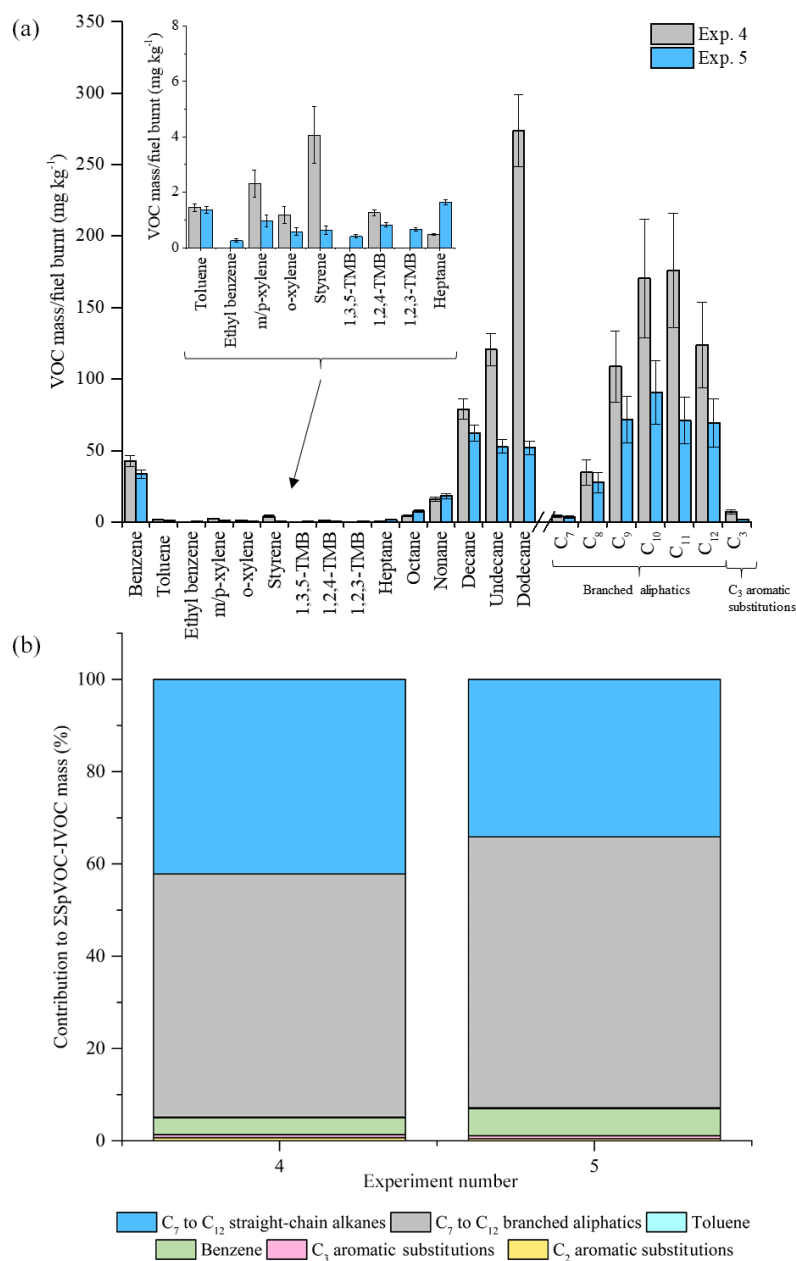 (a)
350
300
250
200
150
100
50
0
VOC mass/fuel burnt (mg kg⁻¹)
Exp. 4
Exp. 5
8
6
4
2
0
VOC mass/fuel burnt (mg kg⁻¹)
Toluene
Ethyl benzene
m/p-xylene
o-xylene
Styrene
1,3,5-TMB
1,2,4-TMB
1,2,3-TMB
Heptane
Benzene
Toluene
Ethyl benzene
m/p-xylene
o-xylene
Styrene
1,3,5-TMB
1,2,4-TMB
1,2,3-TMB
Heptane
Octane
Nonane
Decane
Undecane
Dodecane
C₇
C₈
C₉
C₁₀
C₁₁
C₁₂
C₃
Branched aliphatics
C₃ aromatic
substitutions
(b)
100
80
60
40
20
0
Contribution to ΣSpVOC-IVOC mass (%)
4
5
Experiment number
C₇ to C₁₂ straight-chain alkanes
C₇ to C₁₂ branched aliphatics
Toluene
Benzene
C₃ aromatic substitutions
C₂ aromatic substitutions